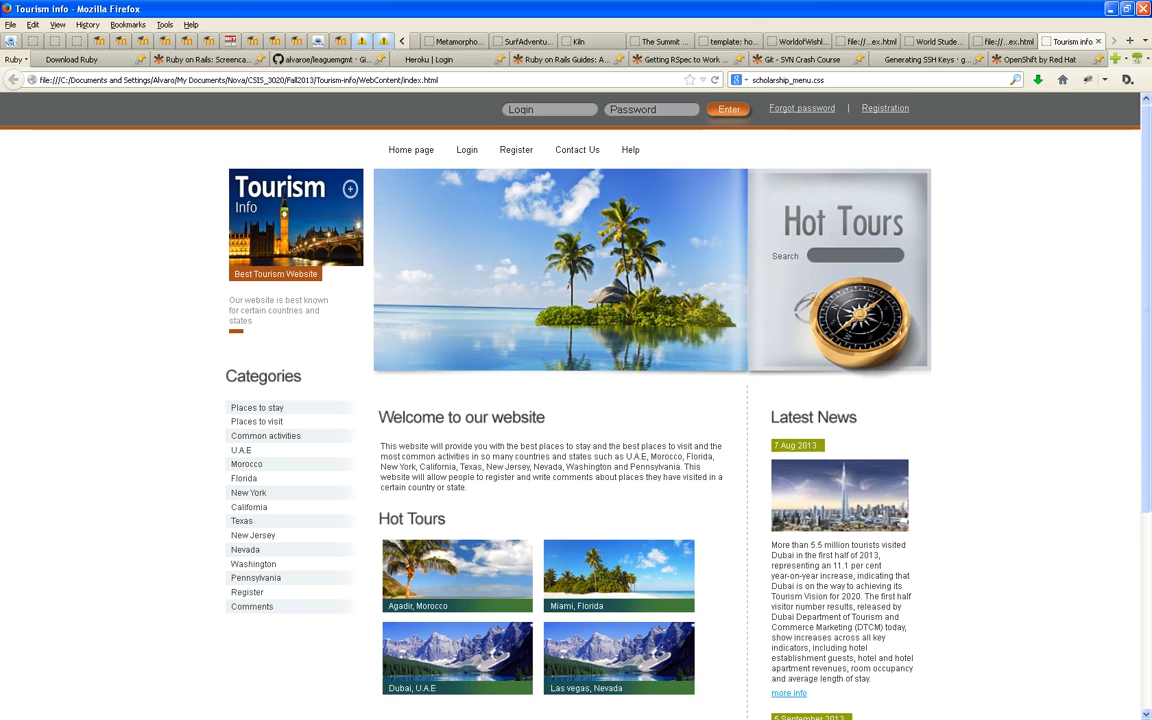 Tourism info - Mozilla Firefox
File Edit View History Bookmarks Tools Help
Metamorpho...
SurfAdventu...
Kiln
The Summit ...
template: ho...
WorldofWishl...
file://...ex.html
World Stude...
file://...ex.html
Tourism info
Ruby
Download Ruby
Ruby on Rails: Screenca...
alvaroe/leaguemgmt · Gi...
Heroku | Login
Ruby on Rails Guides: A...
Getting RSpec to Work ...
Git - SVN Crash Course
Generating SSH Keys · g...
OpenShift by Red Hat
file:///C:/Documents and Settings/Alvaro/My Documents/Nova/CSIS_3020/Fall2013/Tourism-info/WebContent/index.html
scholarship_menu.css
D.
Login
Password
Enter
Forgot password | Registration
Home page Login Register Contact Us Help
Tourism
Info
Best Tourism Website
Our website is best known
for certain countries and
states
Hot Tours
Search
Categories
Places to stay
Places to visit
Common activities
U.A.E
Morocco
Florida
New York
California
Texas
New Jersey
Nevada
Washington
Pennsylvania
Register
Comments
Welcome to our website
This website will provide you with the best places to stay and the best places to visit and the
most common activities in so many countries and states such as U.A.E, Morocco, Florida,
New York, California, Texas, New Jersey, Nevada, Washington and Pennsylvania. This
website will allow people to register and write comments about places they have visited in a
certain country or state.
Hot Tours
Agadir, Morocco
Miami, Florida
Dubai, U.A.E
Las vegas, Nevada
Latest News
7 Aug 2013
More than 5.5 million tourists visited
Dubai in the first half of 2013,
representing an 11.1 per cent
year-on-year increase, indicating that
Dubai is on the way to achieving its
Tourism Vision for 2020. The first half
visitor number results, released by
Dubai Department of Tourism and
Commerce Marketing (DTCM) today,
show increases across all key
indicators, including hotel
establishment guests, hotel and hotel
apartment revenues, room occupancy
and average length of stay.
more info
5 September 2013